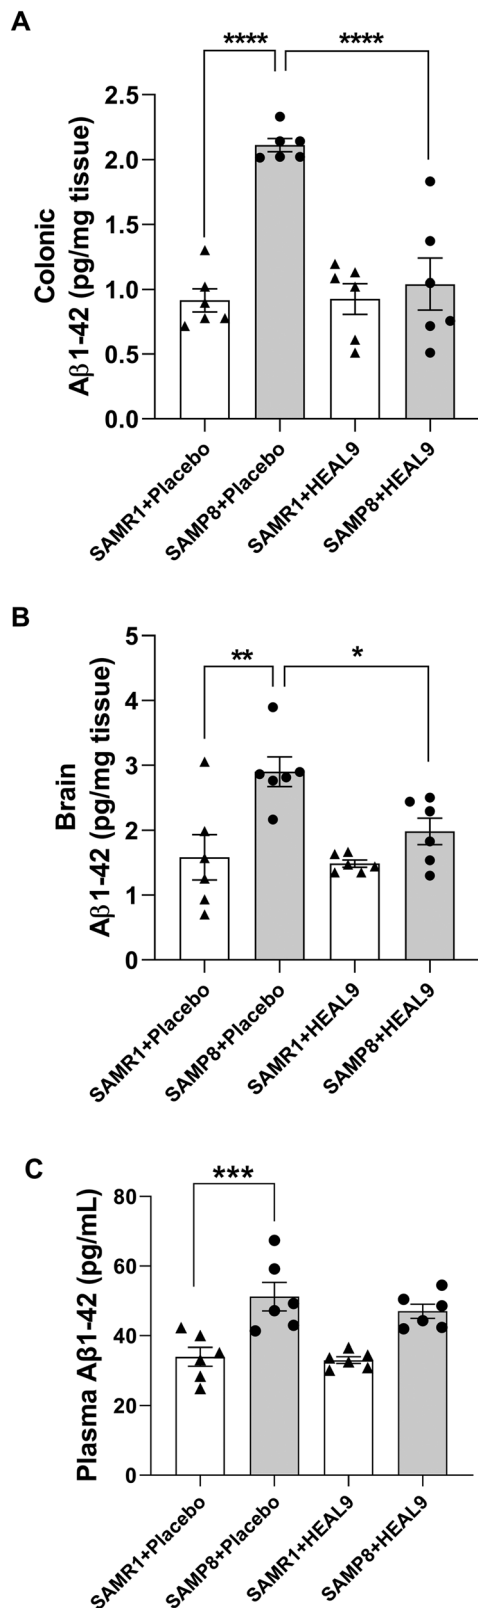 A
**** ****
Colonic
Aβ1-42 (pg/mg tissue)
2.5
2.0
1.5
1.0
0.5
0.0
SAMR1+Placebo
SAMP8+Placebo
SAMR1+HEAL9
SAMP8+HEAL9
B
** *
Brain
Aβ1-42 (pg/mg tissue)
5
4
3
2
1
0
SAMR1+Placebo
SAMP8+Placebo
SAMR1+HEAL9
SAMP8+HEAL9
C
***
Plasma Aβ1-42 (pg/mL)
80
60
40
20
0
SAMR1+Placebo
SAMP8+Placebo
SAMR1+HEAL9
SAMP8+HEAL9